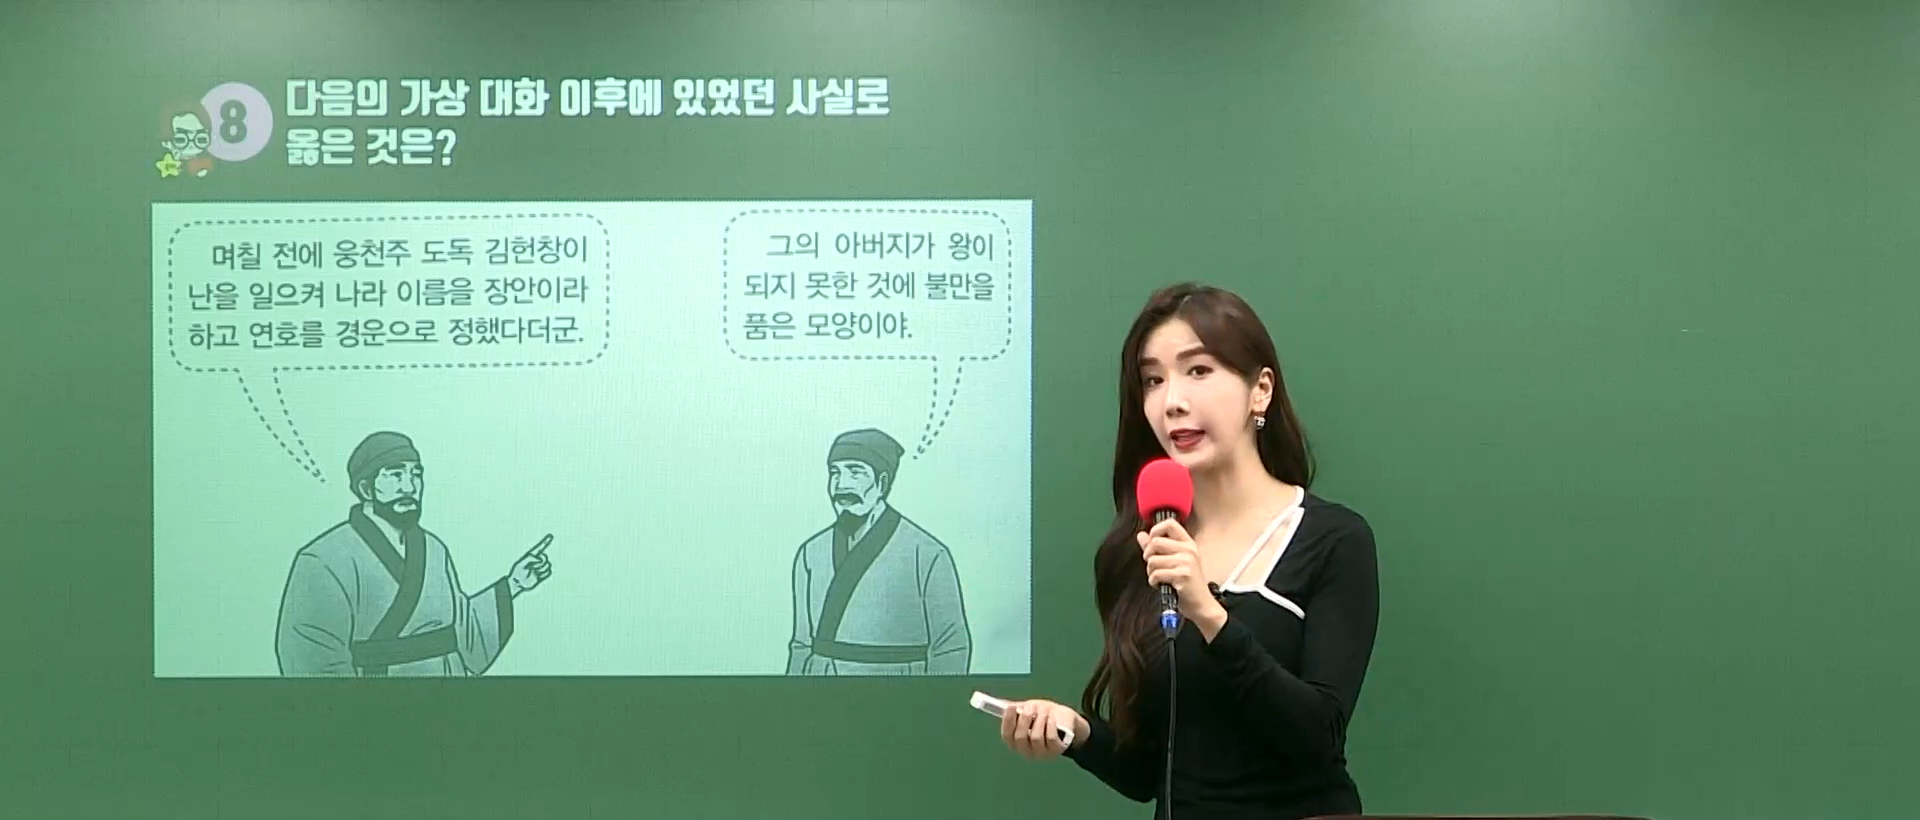 8
다음의 가상 대화 이후에 있었던 사실로
옳은 것은?
며칠 전에 웅천주 도독 김헌창이
난을 일으켜 나라 이름을 장안이라
하고 연호를 경운으로 정했다더군.
그의 아버지가 왕이
되지 못한 것에 불만을
품은 모양이야.